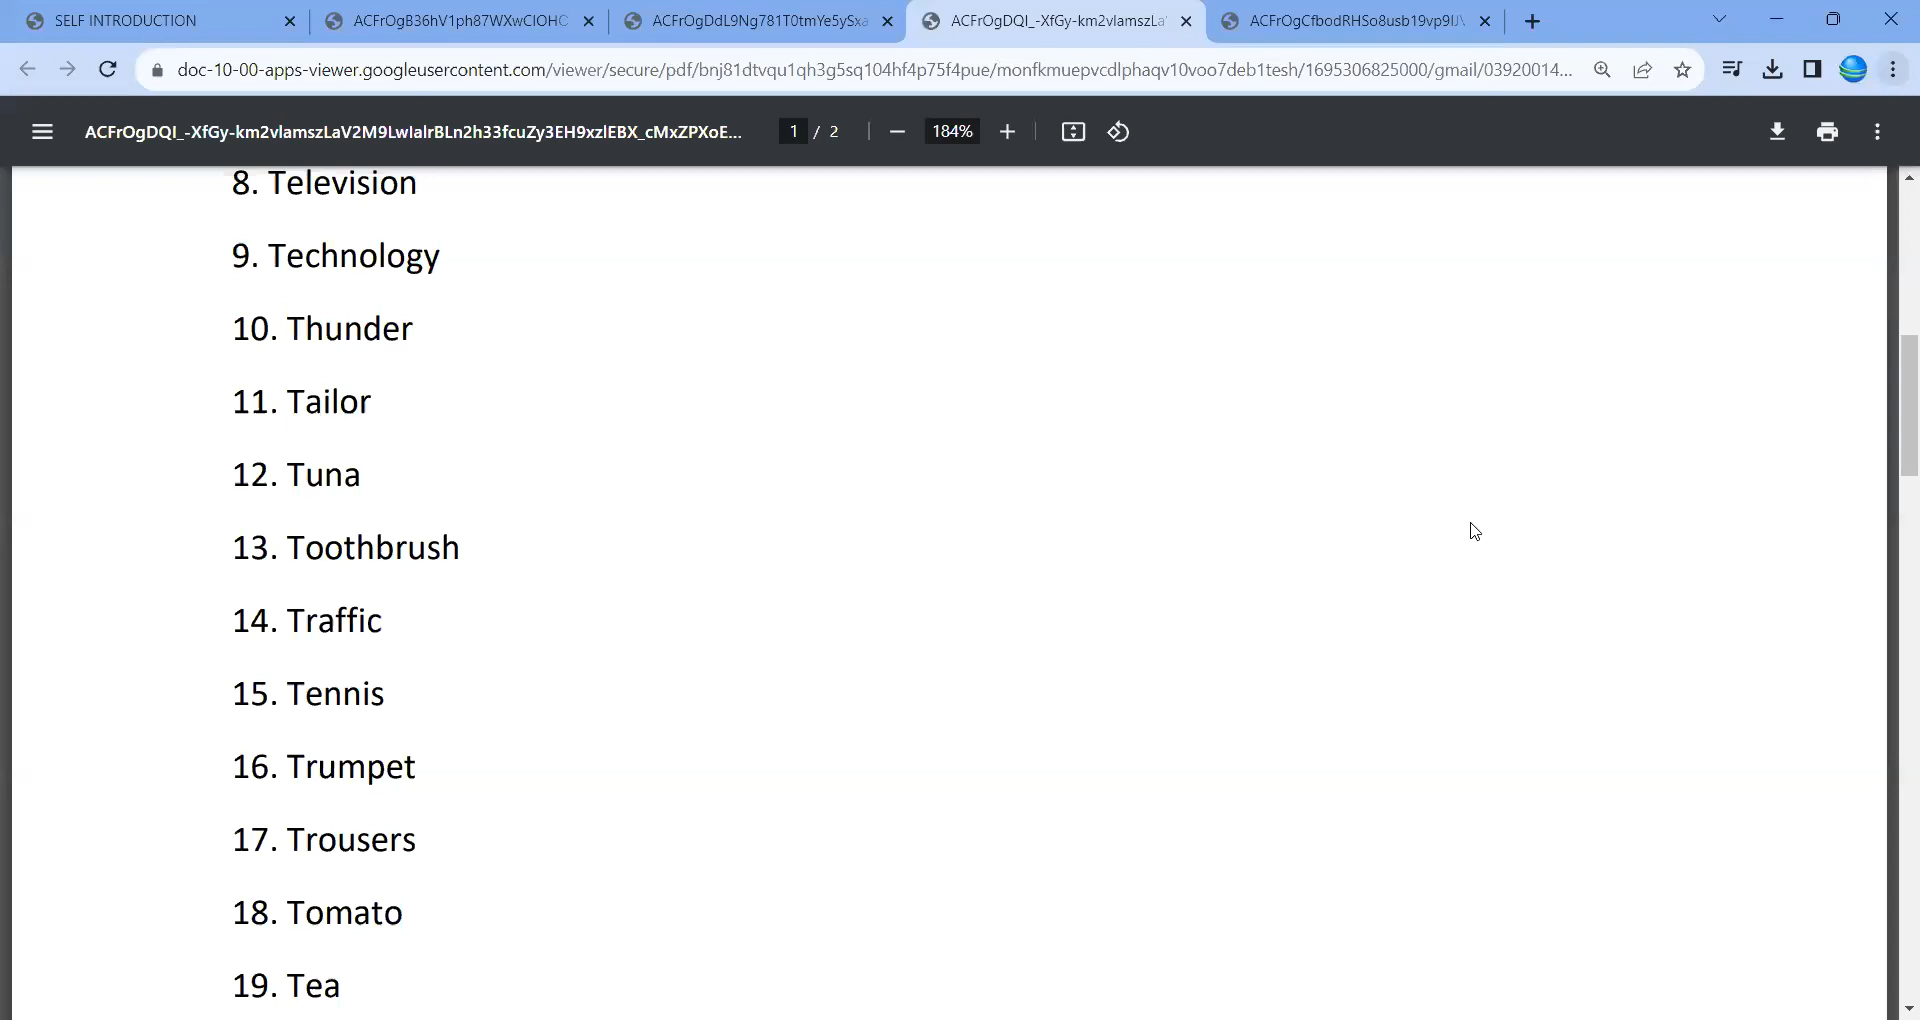 SELF INTRODUCTION
ACFrOgB36hV1ph87WXwCIOHC
ACFrOgDdL9Ng781T0tmYe5ySxa
ACFrOgDQI_-XfGy-km2vlamszLa
ACFrOgCfbodRHSo8usb19vp9IJ
doc-10-00-apps-viewer.googleusercontent.com/viewer/secure/pdf/bnj81dtvqu1qh3g5sq104hf4p75f4pue/monfkmuepvcdlphaqv10voo7deb1tesh/1695306825000/gmail/03920014...
ACFrOgDQI_-XfGy-km2vlamszLaV2M9LwlalrBLn2h33fcuZy3EH9xzlEBX_cMxZPXoE... 1 / 2 184%
8. Television
9. Technology
10. Thunder
11. Tailor
12. Tuna
13. Toothbrush
14. Traffic
15. Tennis
16. Trumpet
17. Trousers
18. Tomato
19. Tea